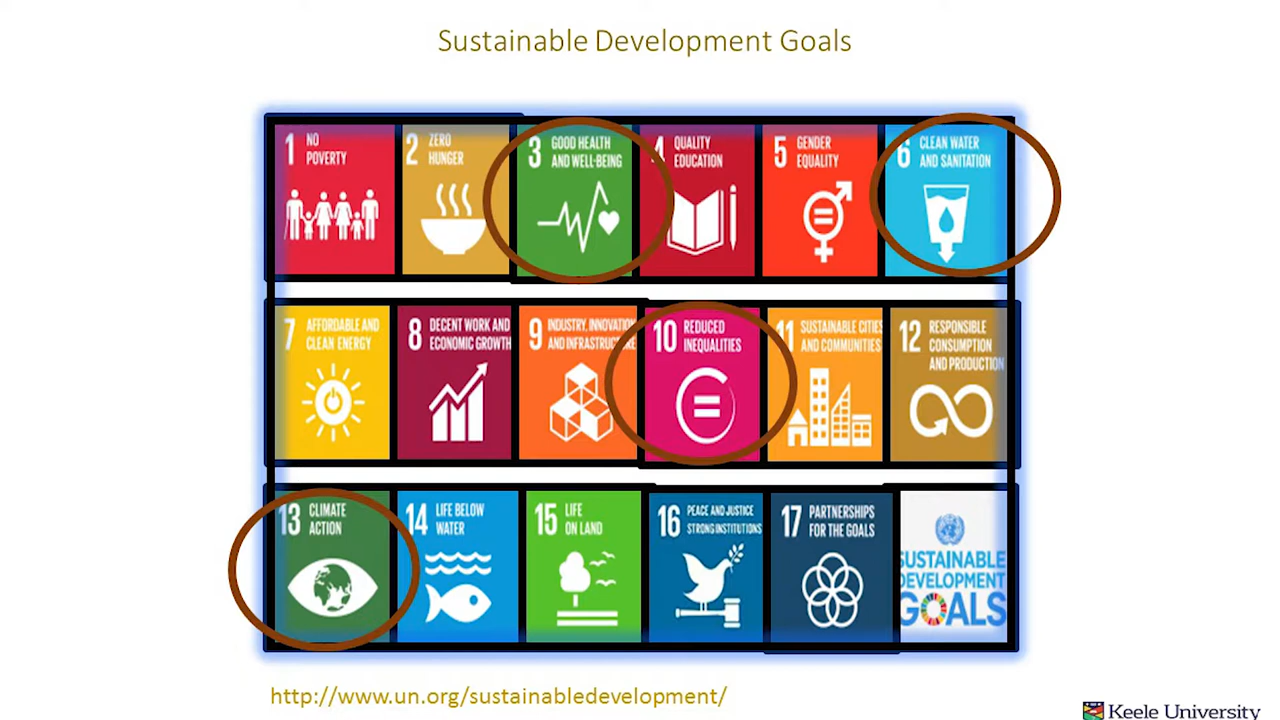 Sustainable Development Goals
1 NO
POVERTY
2 ZERO
HUNGER
3 GOOD HEALTH
AND WELL-BEING
4 QUALITY
EDUCATION
5 GENDER
EQUALITY
6 CLEAN WATER
AND SANITATION
7 AFFORDABLE AND
CLEAN ENERGY
8 DECENT WORK AND
ECONOMIC GROWTH
9 INDUSTRY, INNOVATION
AND INFRASTRUCTURE
10 REDUCED
INEQUALITIES
11 SUSTAINABLE CITIES
AND COMMUNITIES
12 RESPONSIBLE
CONSUMPTION
AND PRODUCTION
13 CLIMATE
ACTION
14 LIFE BELOW
WATER
15 LIFE
ON LAND
16 PEACE AND JUSTICE
STRONG INSTITUTIONS
17 PARTNERSHIPS
FOR THE GOALS
SUSTAINABLE
DEVELOPMENT
GOALS
http://www.un.org/sustainabledevelopment/
Keele University